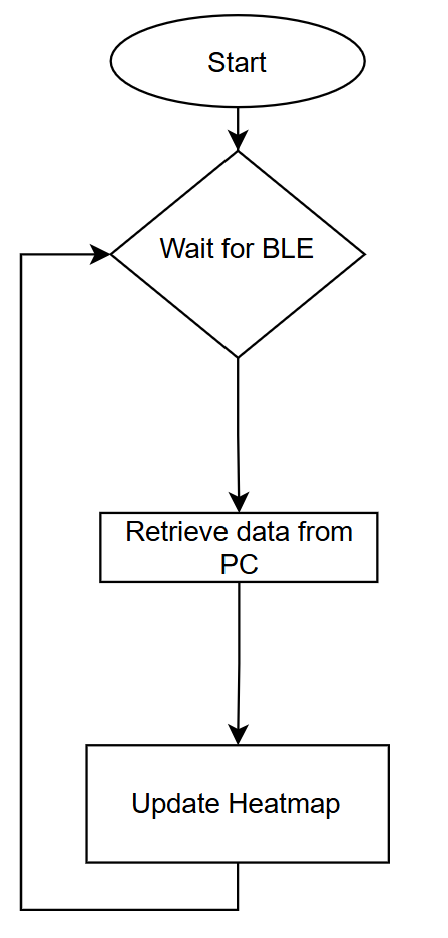 Start
Wait for BLE
Retrieve data from
PC
Update Heatmap